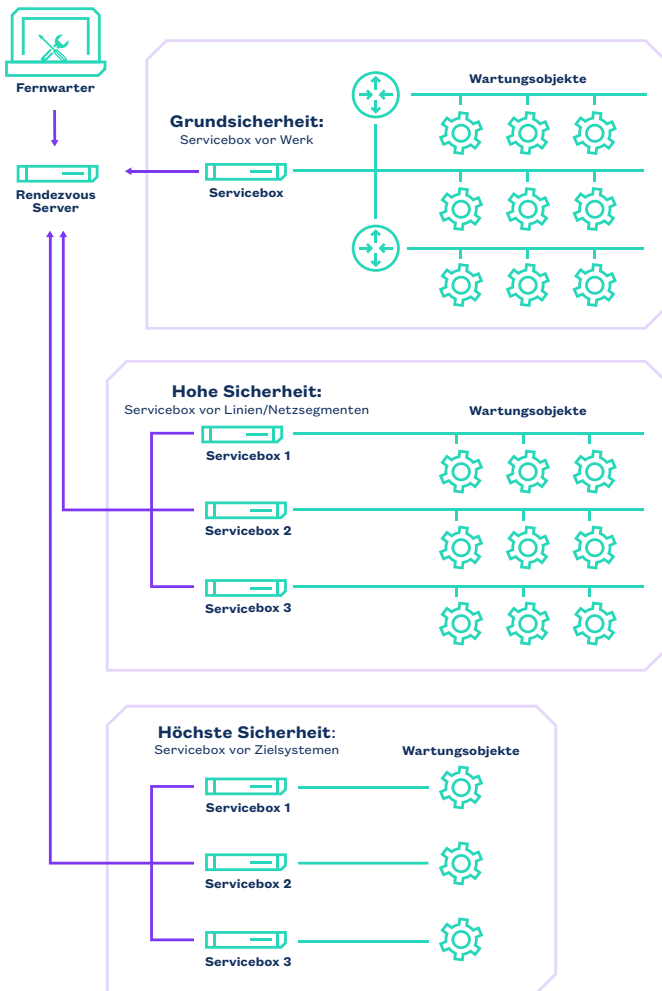 Fernwarter
Rendezvous
Server
Grundsicherheit:
Servicebox vor Werk
Servicebox
Wartungsobjekte
Hohe Sicherheit:
Servicebox vor Linien/Netzsegmenten
Wartungsobjekte
Servicebox 1
Servicebox 2
Servicebox 3
Höchste Sicherheit:
Servicebox vor Zielsystemen
Wartungsobjekte
Servicebox 1
Servicebox 2
Servicebox 3